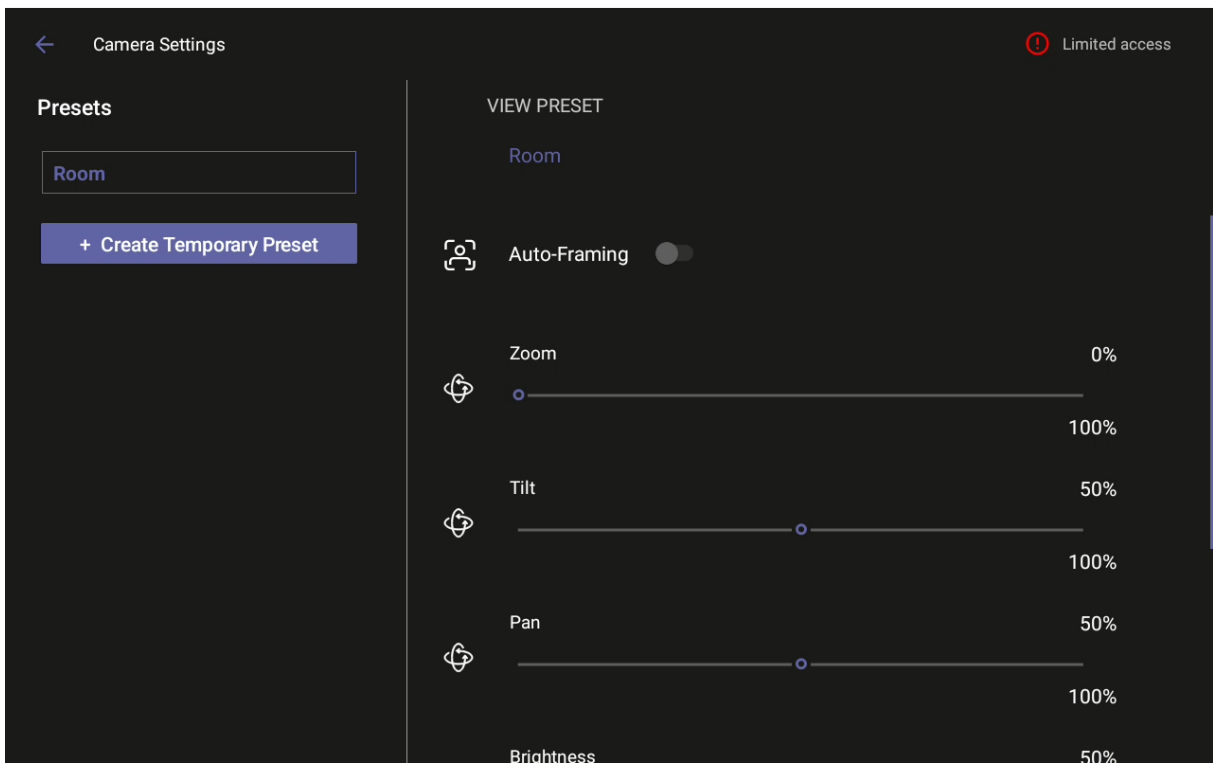 Camera Settings
Limited access
Presets
Room
+ Create Temporary Preset
VIEW PRESET
Room
Auto-Framing
Zoom 0%
100%
Tilt 50%
100%
Pan 50%
100%
Brightness 50%